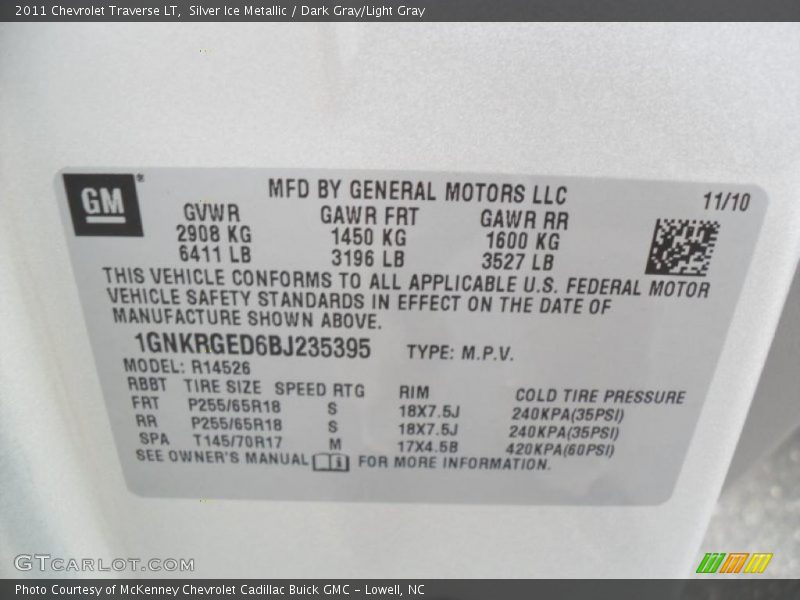 2011 Chevrolet Traverse LT, Silver Ice Metallic / Dark Gray/Light Gray
GM®
MFD BY GENERAL MOTORS LLC 11/10
GVWR GAWR FRT GAWR RR
2908 KG 1450 KG 1600 KG
6411 LB 3196 LB 3527 LB
THIS VEHICLE CONFORMS TO ALL APPLICABLE U.S. FEDERAL MOTOR
VEHICLE SAFETY STANDARDS IN EFFECT ON THE DATE OF
MANUFACTURE SHOWN ABOVE.
1GNKRGED6BJ235395 TYPE: M.P.V.
MODEL: R14526
RBBT TIRE SIZE SPEED RTG RIM COLD TIRE PRESSURE
FRT P255/65R18 S 18X7.5J 240KPA(35PSI)
RR P255/65R18 S 18X7.5J 240KPA(35PSI)
SPA T145/70R17 M 17X4.5B 420KPA(60PSI)
SEE OWNER'S MANUAL FOR MORE INFORMATION.
GTCARLOT.COM
Photo Courtesy of McKenney Chevrolet Cadillac Buick GMC - Lowell, NC